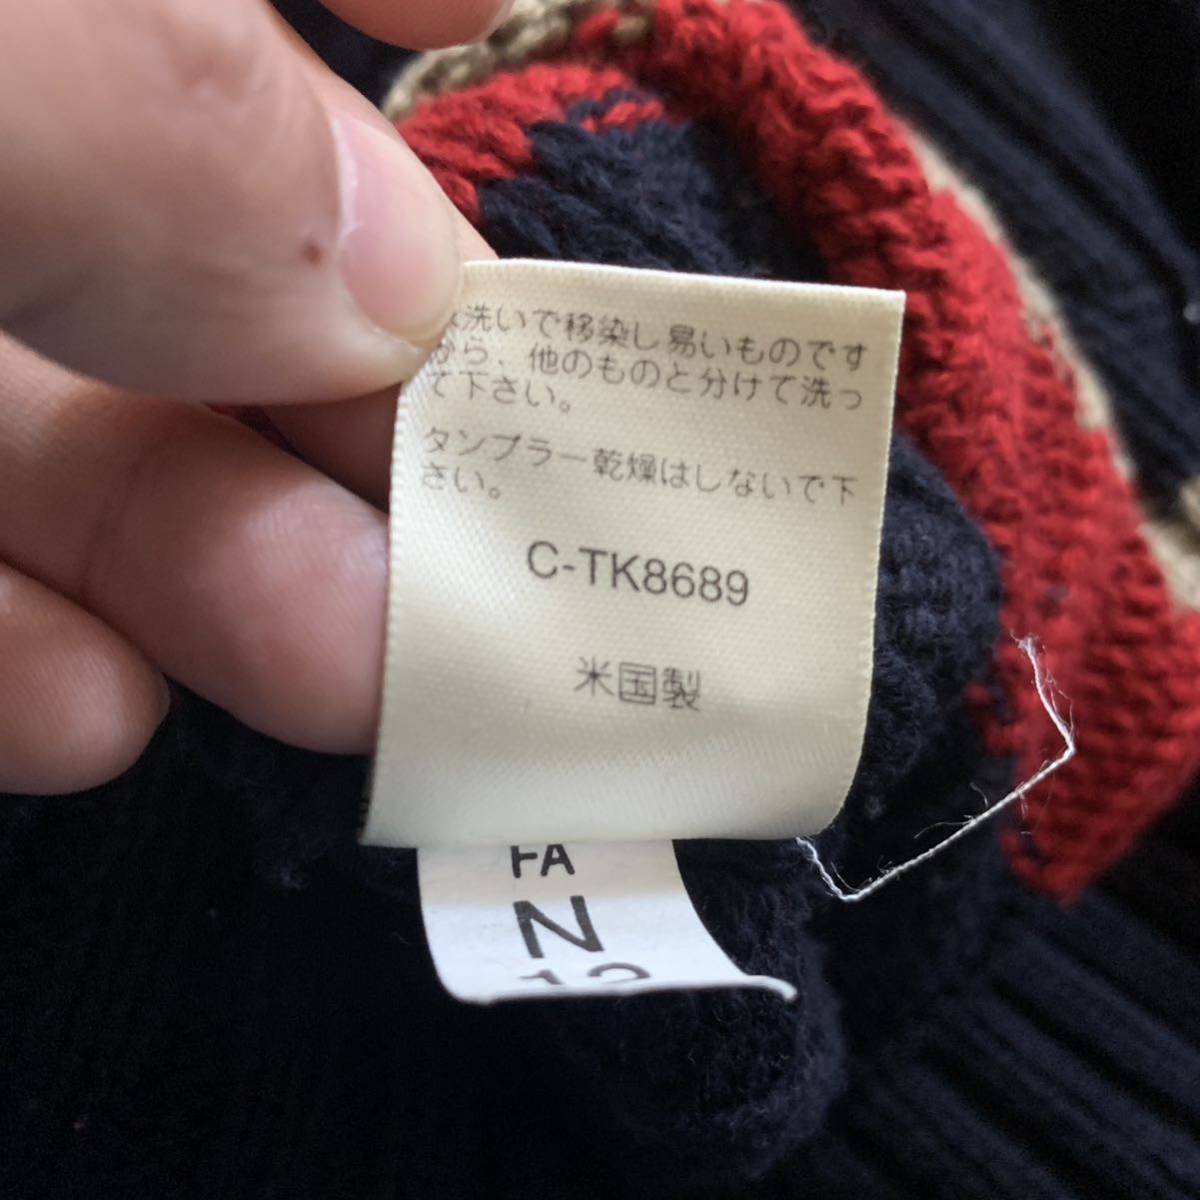 洗いで移染し易いものです
から、他のものと分けて洗っ
て下さい。
タンブラー乾燥はしないで下
さい。
C-TK8689
米国製
FA
N